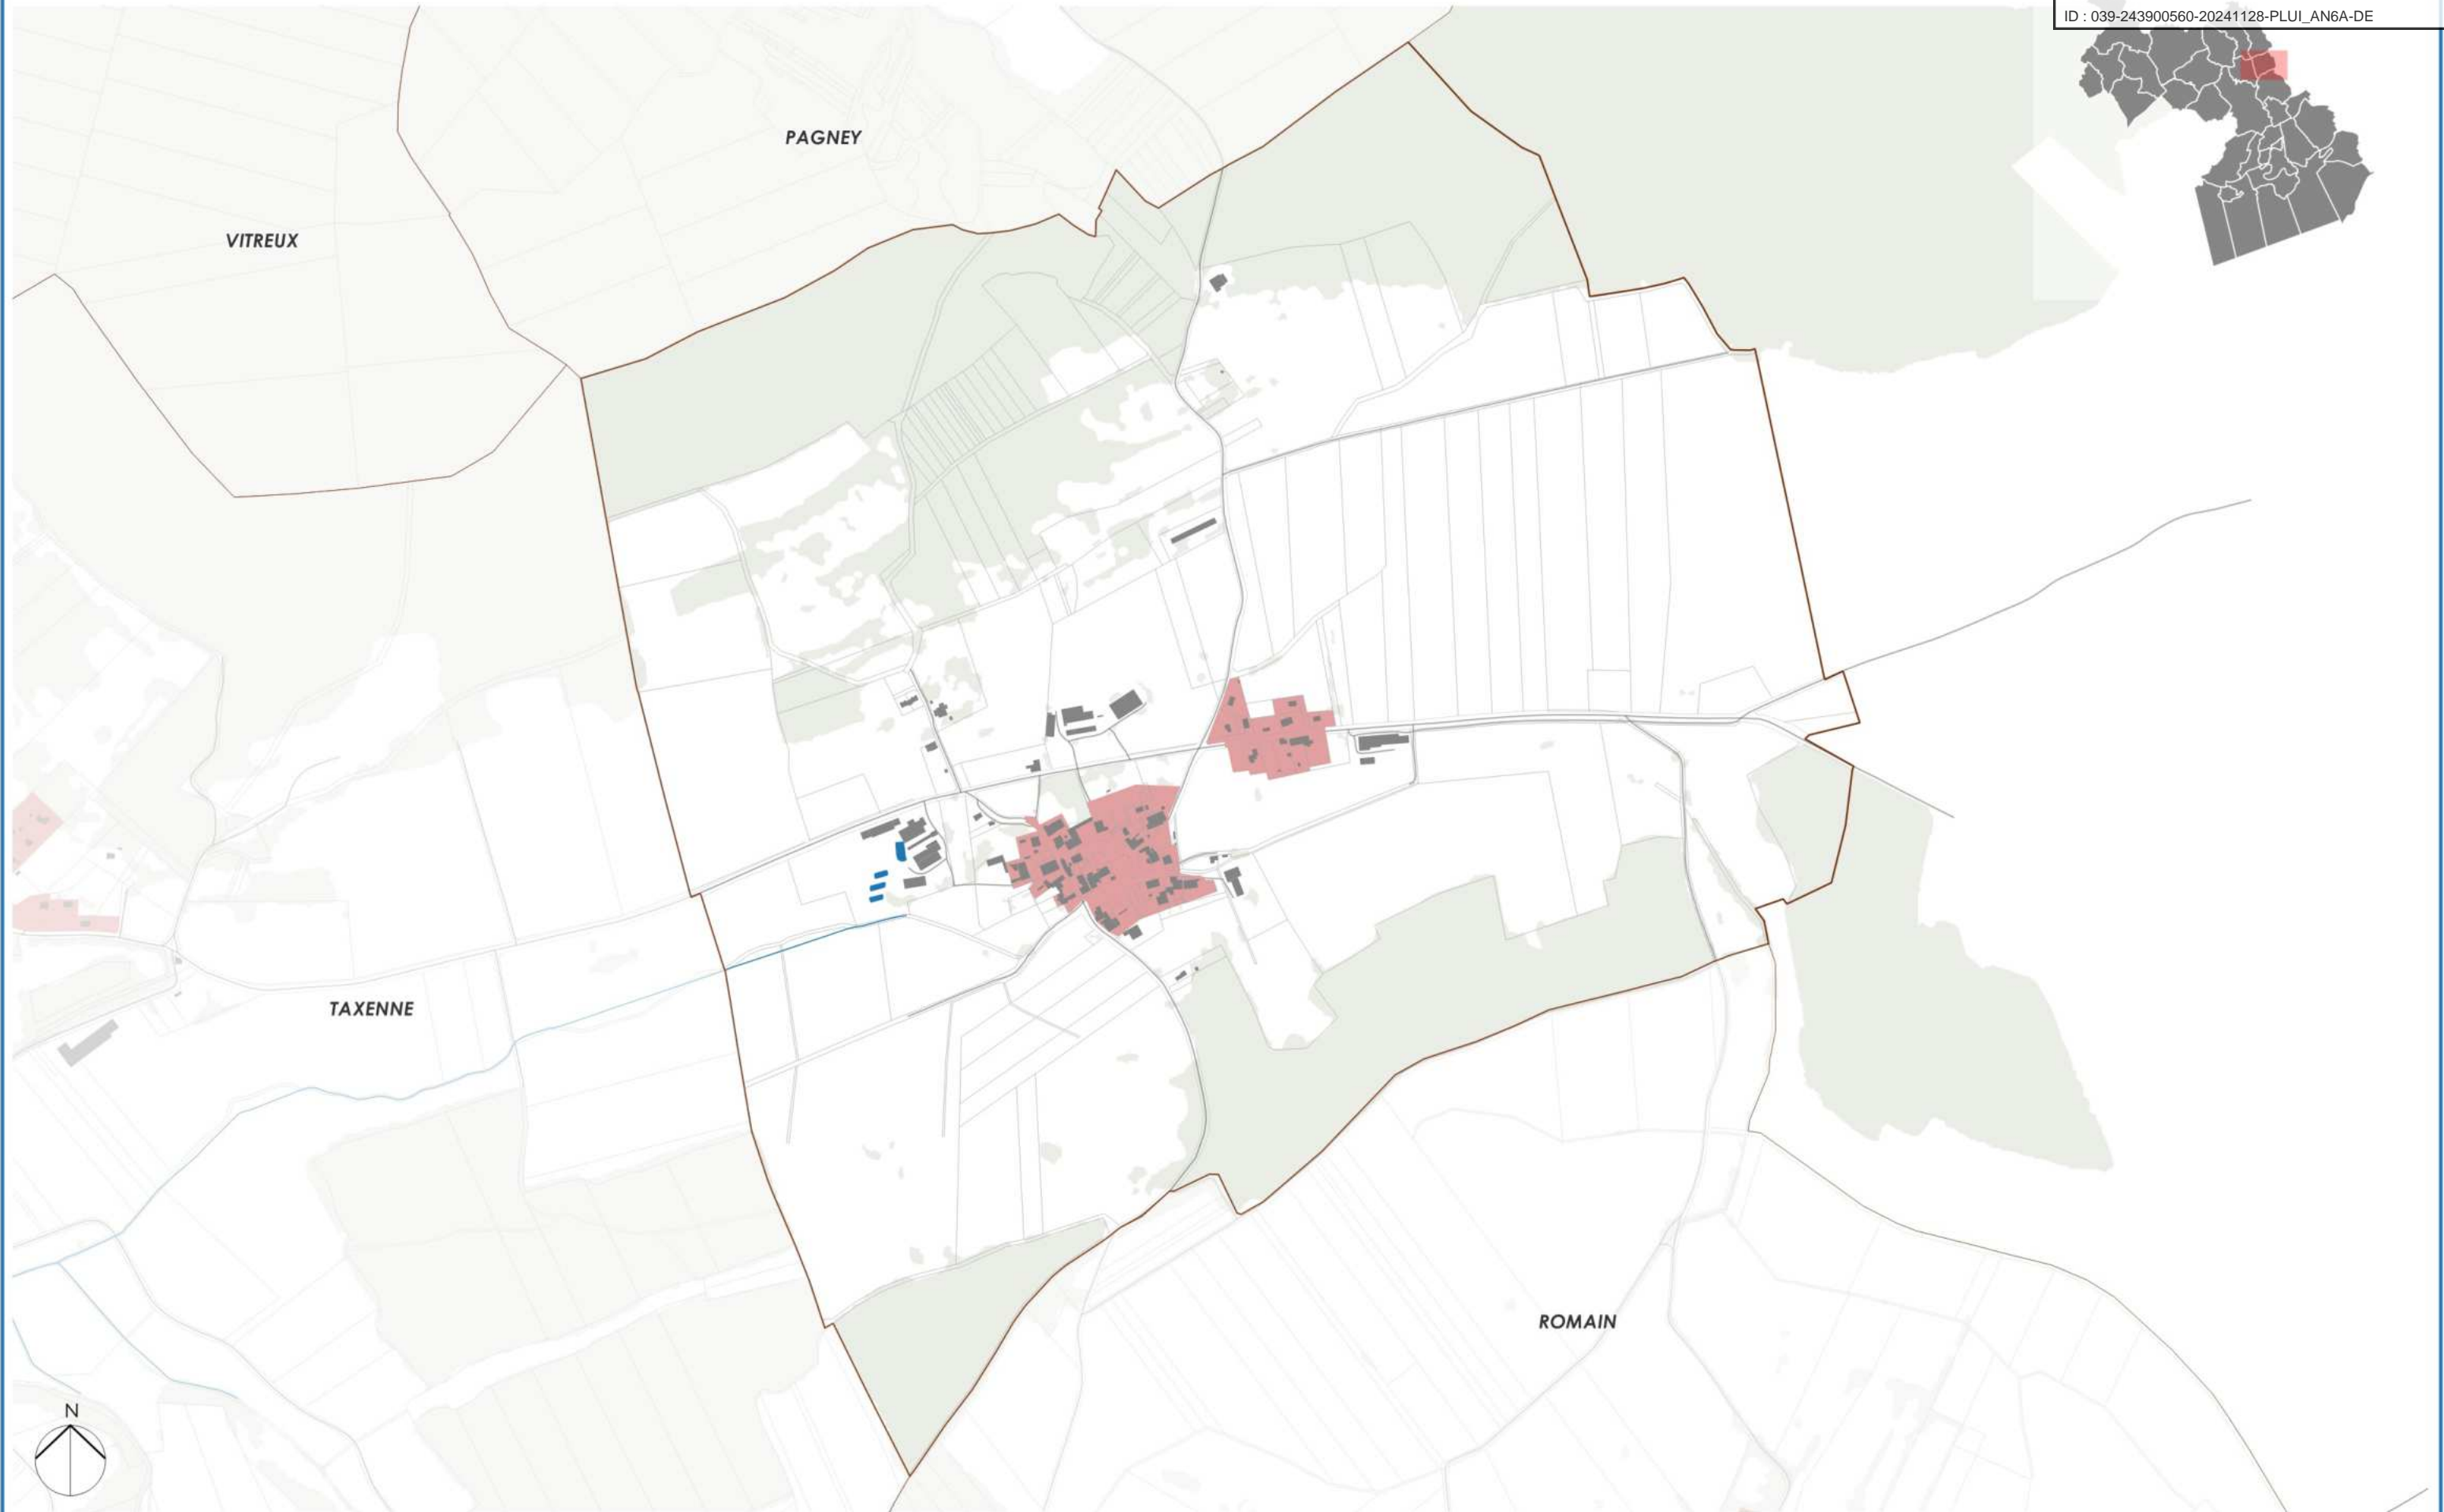 ID : 039-243900560-20241128-PLUI_AN6A-DE
PAGNEY
VITREUX
TAXENNE
ROMAIN
N